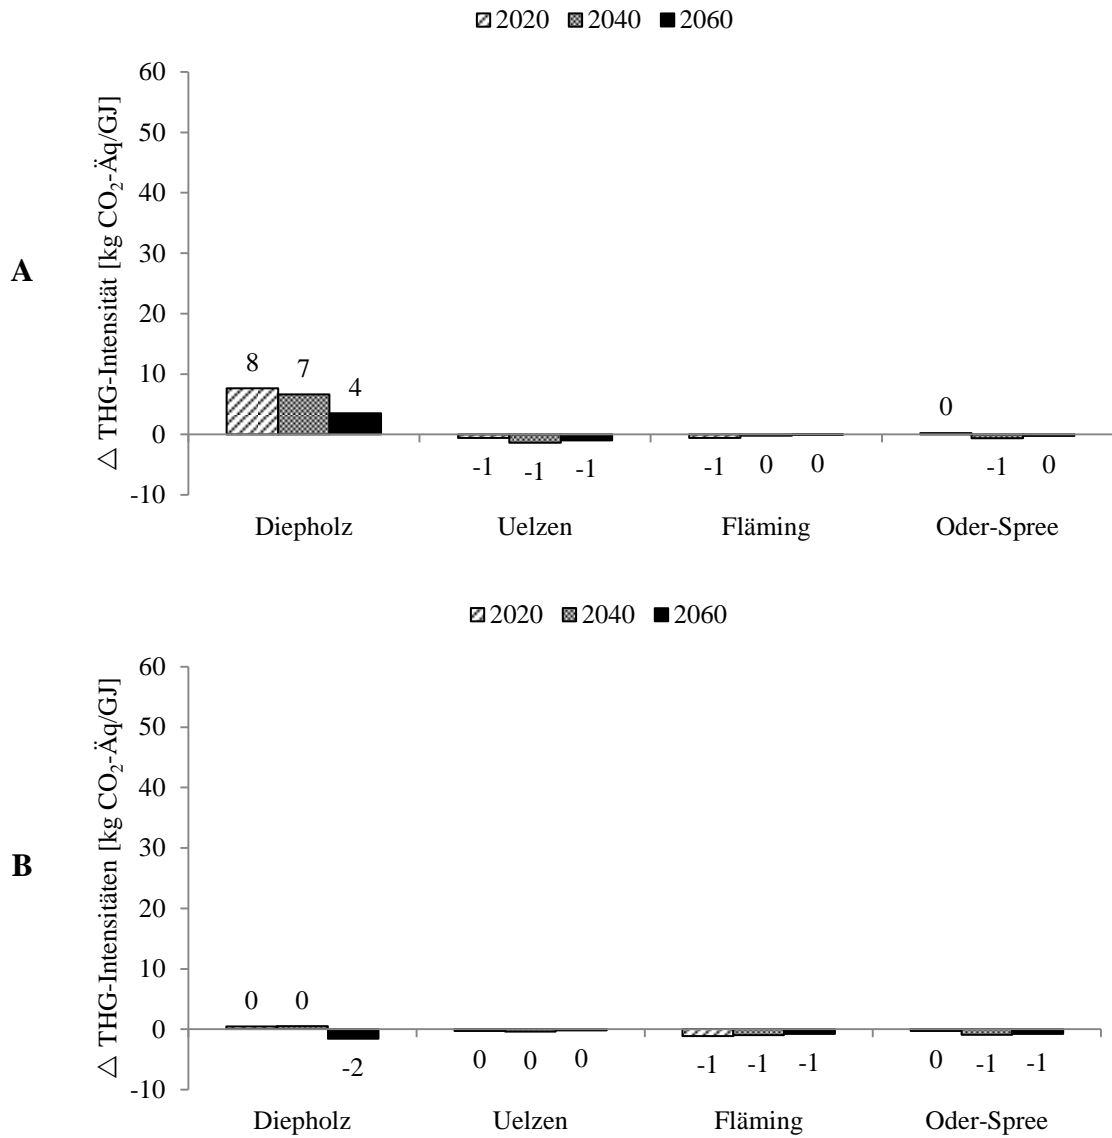 2020 2040 2060
A
△ THG-Intensität [kg CO₂-Äq/GJ]
60
50
40
30
20
10
0
-10
8 7 4
-1 -1 -1
-1 0 0
0 -1 0
Diepholz Uelzen Fläming Oder-Spree
2020 2040 2060
B
△ THG-Intensitäten [kg CO₂-Äq/GJ]
60
50
40
30
20
10
0
-10
0 0 -2
0 0 0
-1 -1 -1
0 -1 -1
Diepholz Uelzen Fläming Oder-Spree